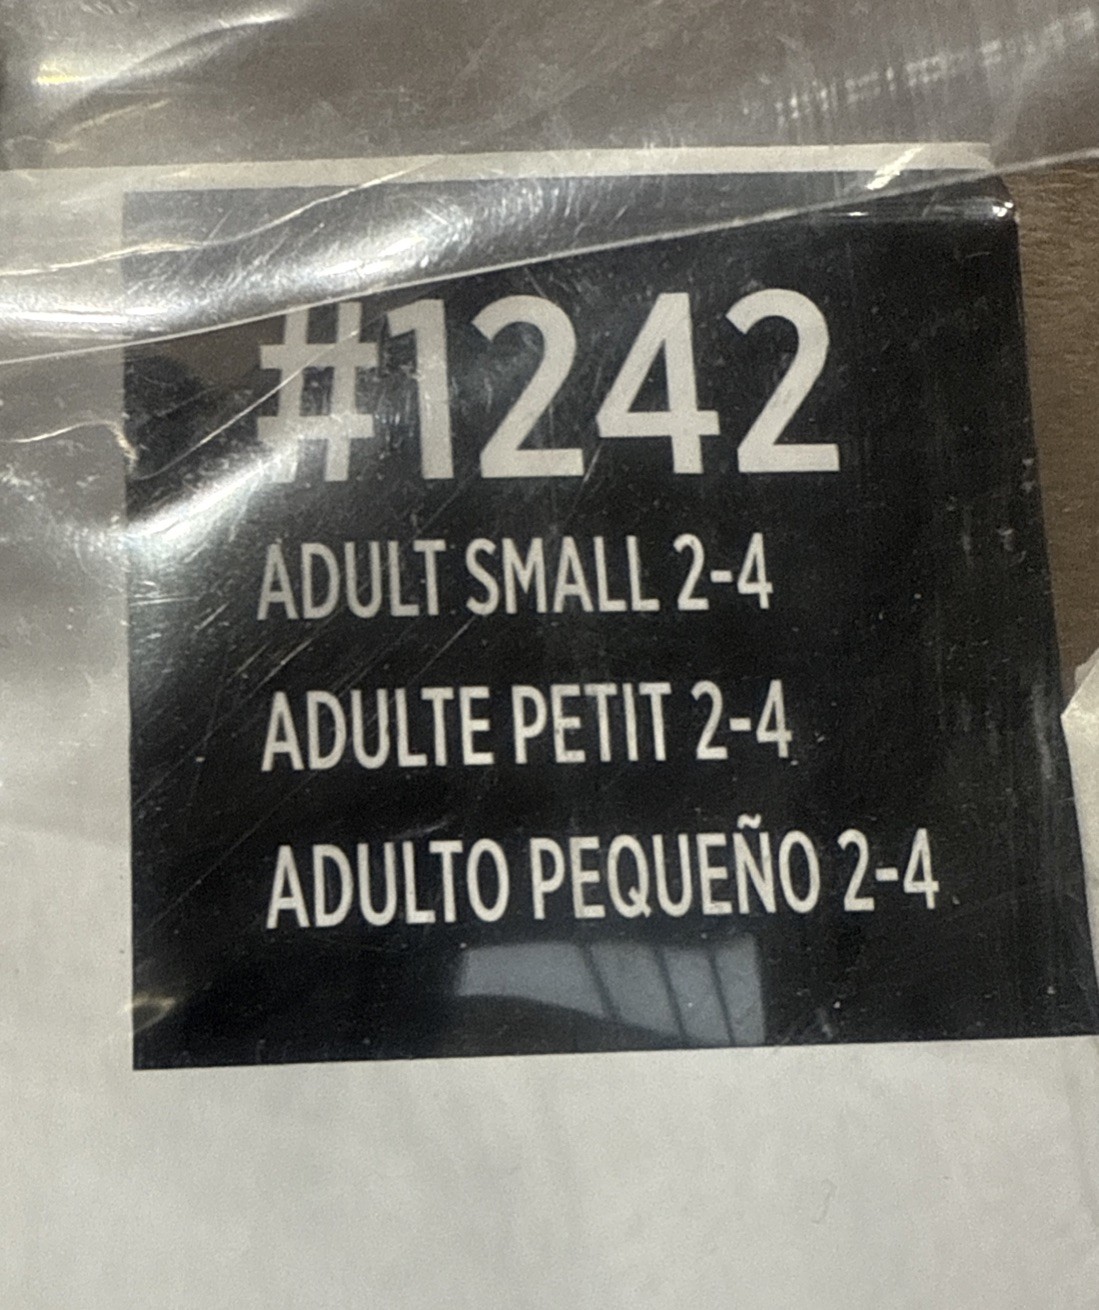 #1242
ADULT SMALL 2-4
ADULTE PETIT 2-4
ADULTO PEQUEÑO 2-4